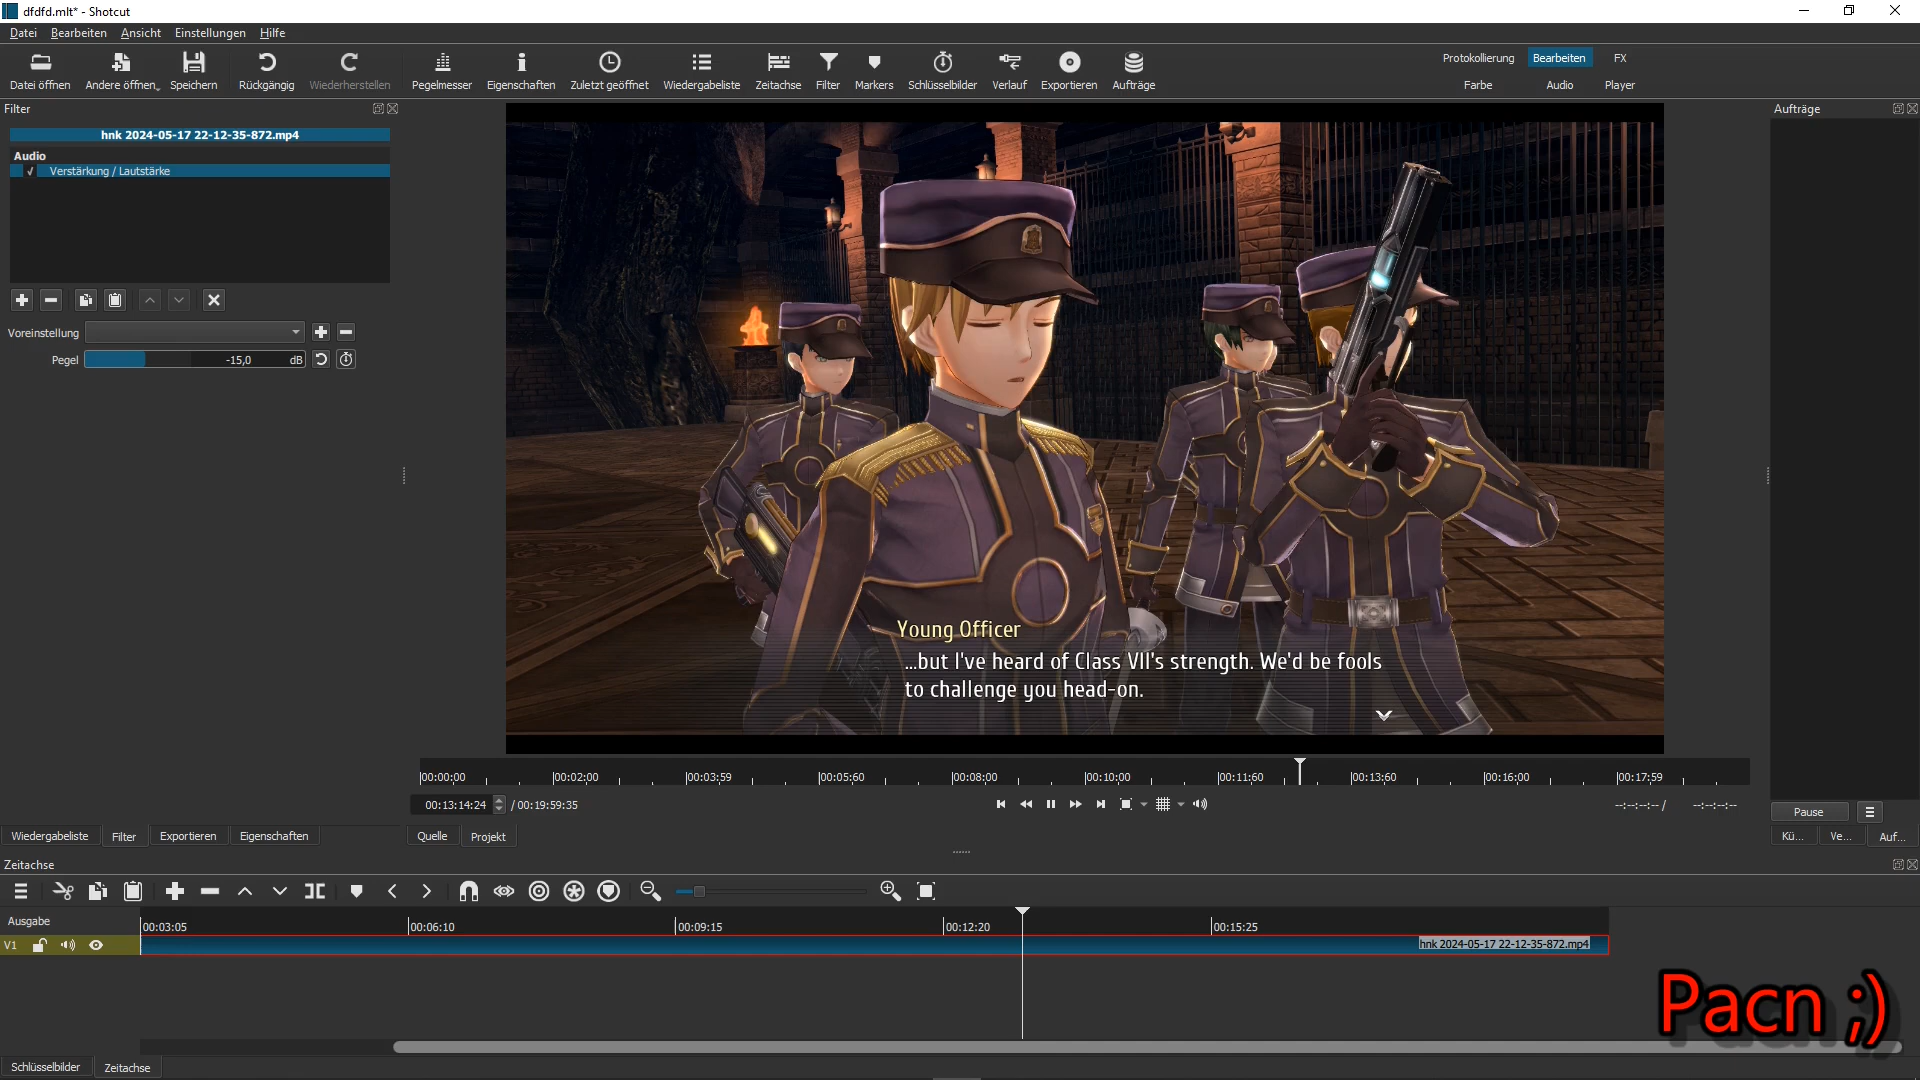 dfdfd.mlt* - Shotcut
Datei Bearbeiten Ansicht Einstellungen Hilfe
Datei öffnen Andere öffnen Speichern Rückgängig Wiederherstellen Pegelmesser Eigenschaften Zuletzt geöffnet Wiedergabeliste Zeitachse Filter Markers Schlüsselbilder Verlauf Exportieren Aufträge
Protokollierung Bearbeiten FX
Farbe Audio Player
Filter
hnk 2024-05-17 22-12-35-872.mp4
Audio
✓ Verstärkung / Lautstärke
Voreinstellung
Pegel -15,0 dB
Aufträge
Young Officer
...but I've heard of Class VII's strength. We'd be fools
to challenge you head-on.
00:00:00 00:02:00 00:03:59 00:05:60 00:08:00 00:10:00 00:11:60 00:13:60 00:16:00 00:17:59
00:13:14:24 / 00:19:59:35 --:--:--:-- / --:--:--:--
Pause
Wiedergabeliste Filter Exportieren Eigenschaften Quelle Projekt Kü... Ve... Auf...
Zeitachse
Ausgabe
00:03:05 00:06:10 00:09:15 00:12:20 00:15:25
V1
hnk 2024-05-17 22-12-35-872.mp4
Pacn ;)
Schlüsselbilder Zeitachse